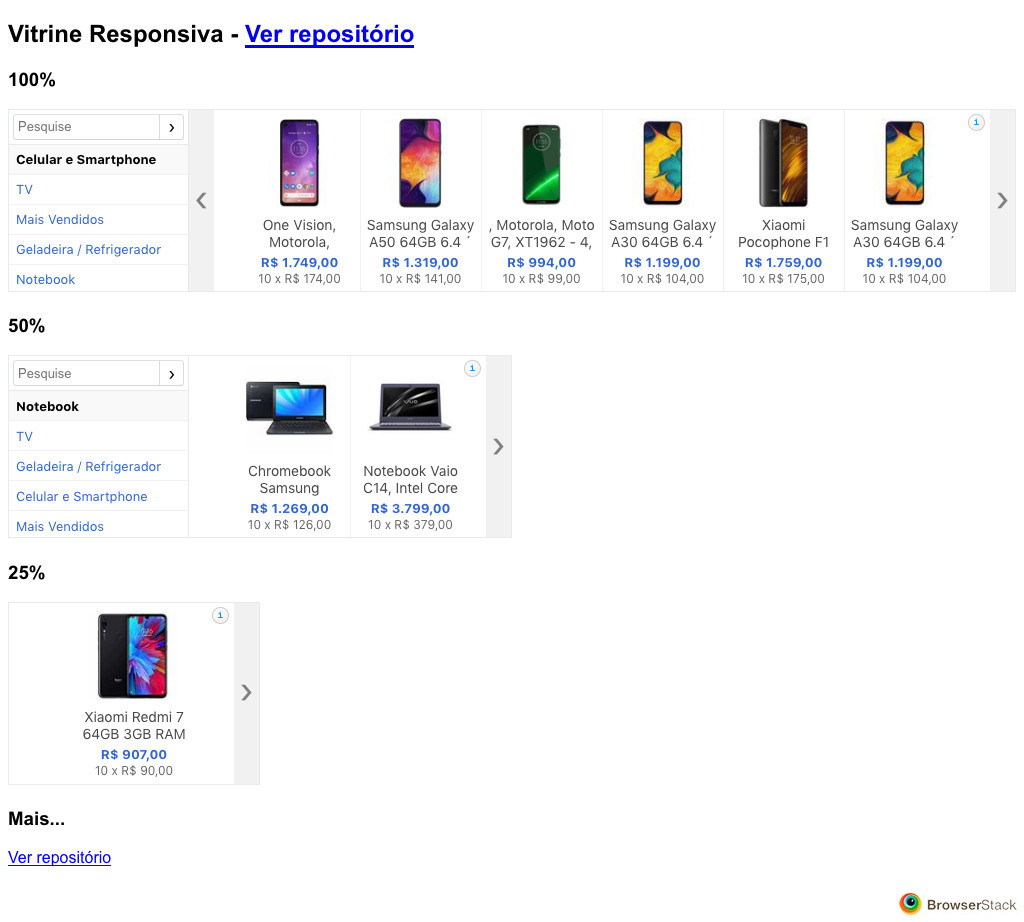 Vitrine Responsiva - Ver repositório
100%
Pesquise
Celular e Smartphone
TV
Mais Vendidos
Geladeira / Refrigerador
Notebook
One Vision,
Motorola,
R$ 1.749,00
10 x R$ 174,00
Samsung Galaxy
A50 64GB 6.4 ´
R$ 1.319,00
10 x R$ 141,00
, Motorola, Moto
G7, XT1962 - 4,
R$ 994,00
10 x R$ 99,00
Samsung Galaxy
A30 64GB 6.4 ´
R$ 1.199,00
10 x R$ 104,00
Xiaomi
Pocophone F1
R$ 1.759,00
10 x R$ 175,00
Samsung Galaxy
A30 64GB 6.4 ´
R$ 1.199,00
10 x R$ 104,00
i
50%
Pesquise
Notebook
TV
Geladeira / Refrigerador
Celular e Smartphone
Mais Vendidos
Chromebook
Samsung
R$ 1.269,00
10 x R$ 126,00
Notebook Vaio
C14, Intel Core
R$ 3.799,00
10 x R$ 379,00
i
25%
Xiaomi Redmi 7
64GB 3GB RAM
R$ 907,00
10 x R$ 90,00
i
Mais...
Ver repositório
BrowserStack